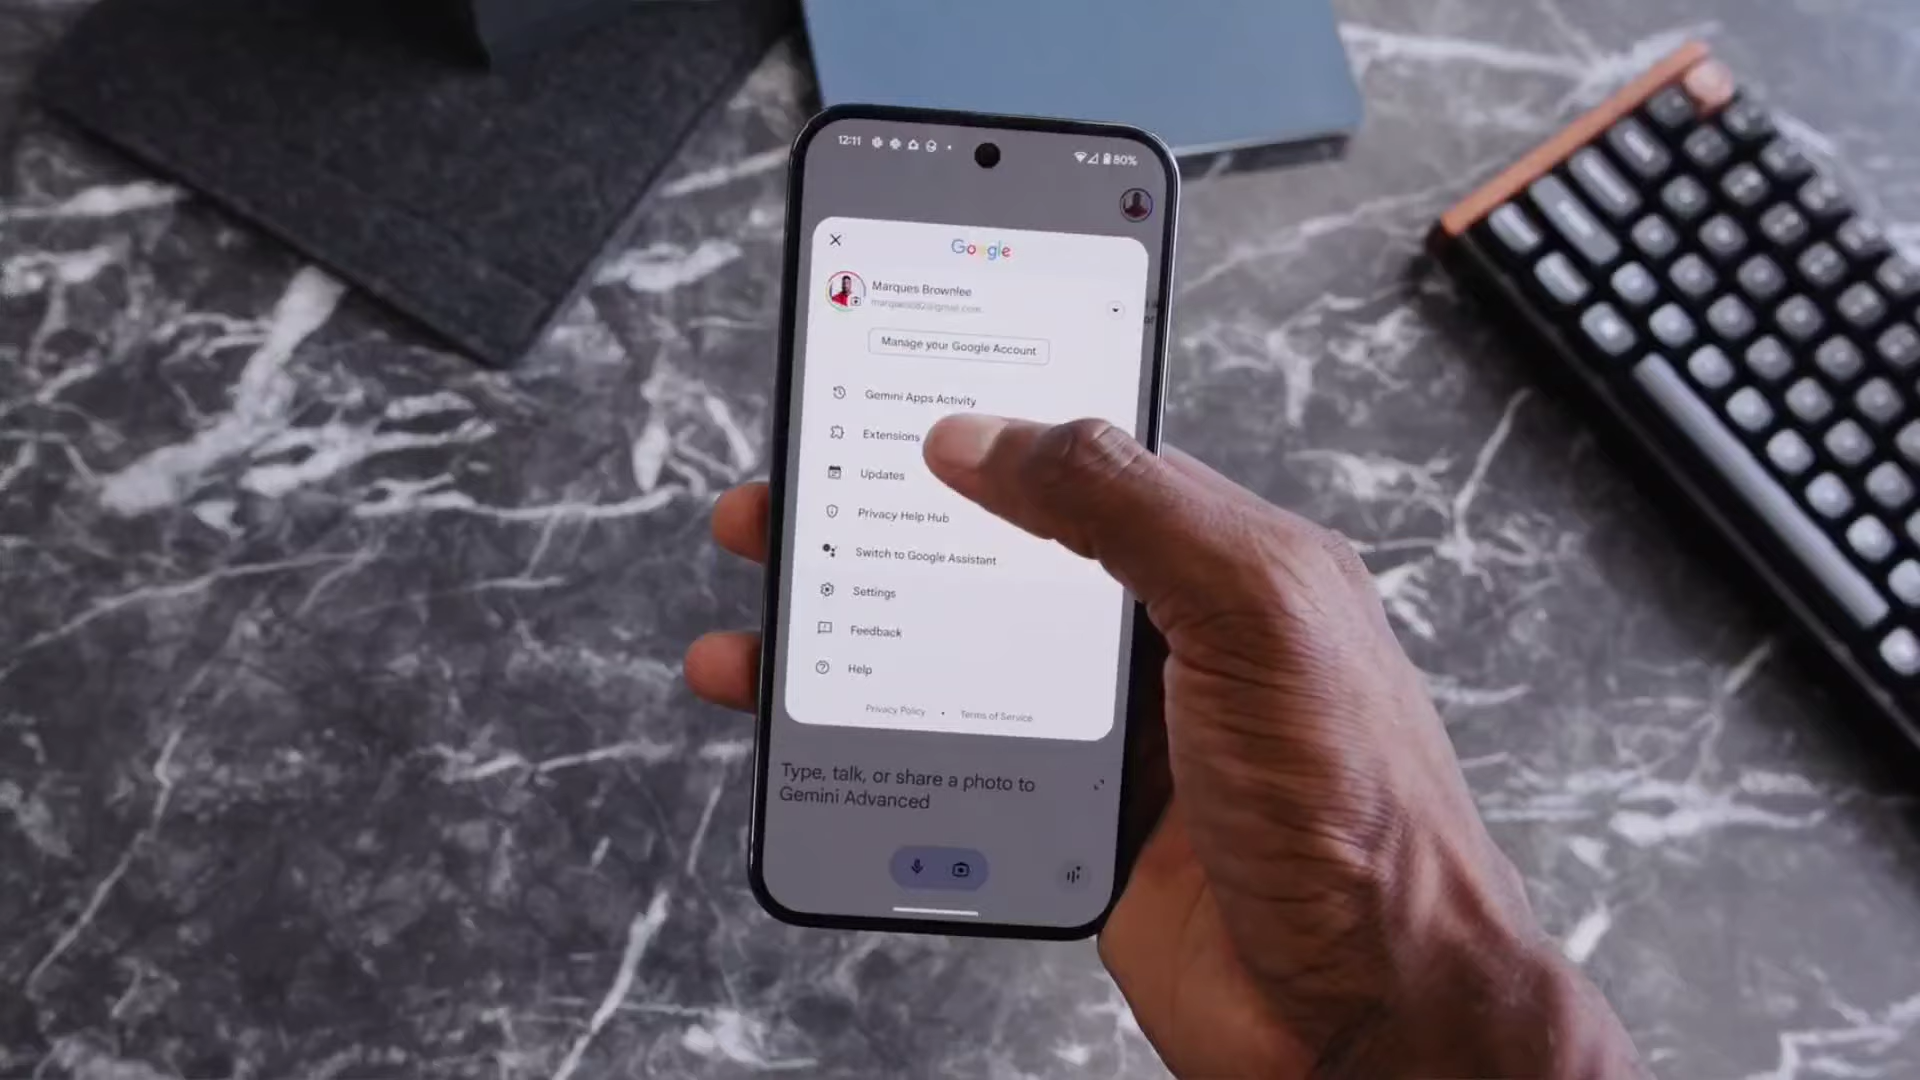 12:11
80%
Google
Marques Brownlee
Manage your Google Account
Gemini Apps Activity
Extensions
Updates
Privacy Help Hub
Switch to Google Assistant
Settings
Feedback
Help
Privacy Policy • Terms of Service
Type, talk, or share a photo to
Gemini Advanced